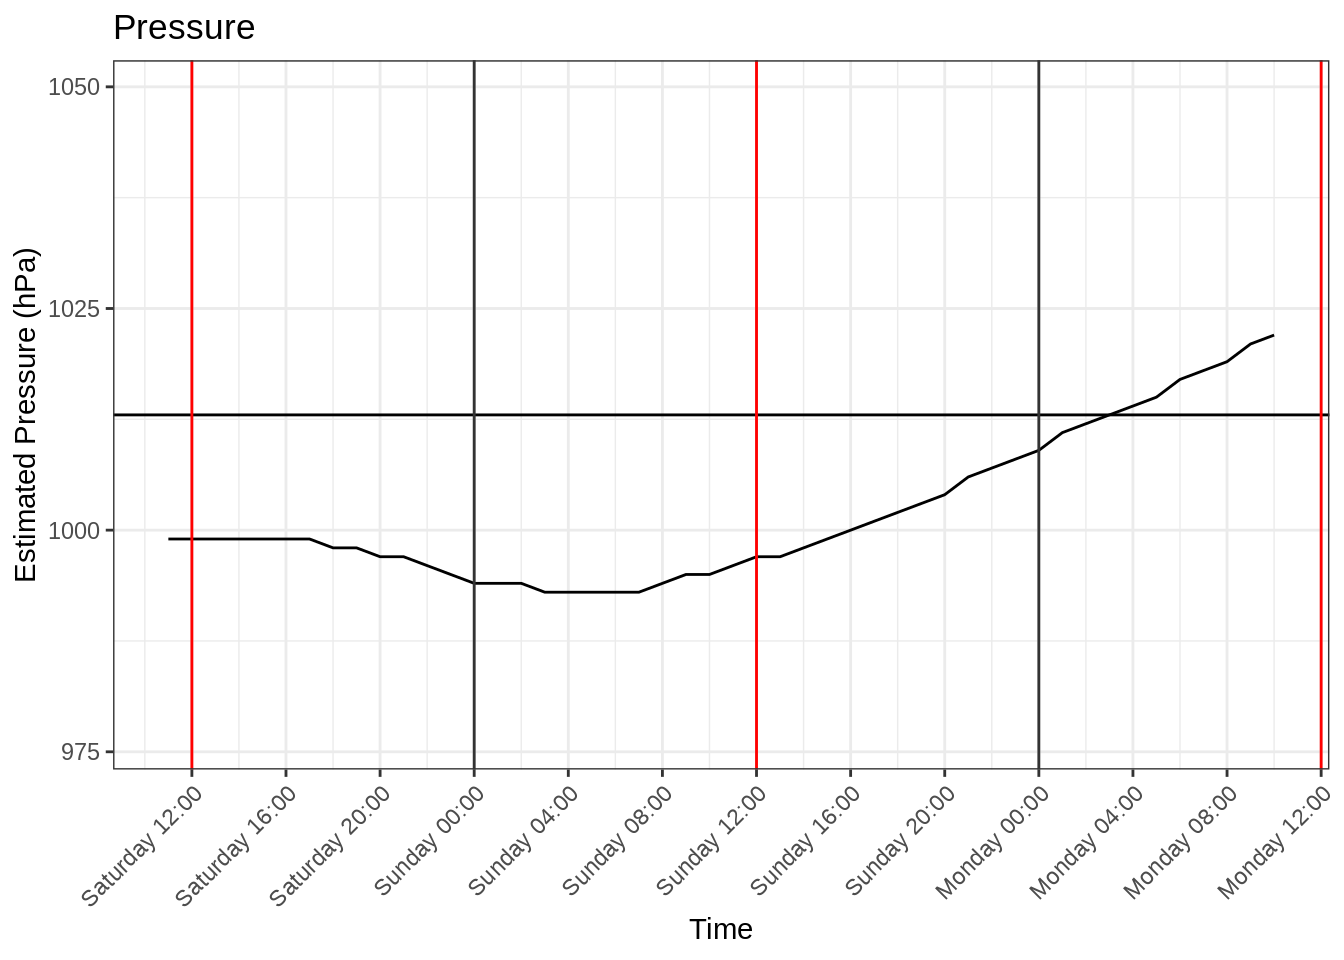 Pressure
Estimated Pressure (hPa)
1050
1025
1000
975
Saturday 12:00
Saturday 16:00
Saturday 20:00
Sunday 00:00
Sunday 04:00
Sunday 08:00
Sunday 12:00
Sunday 16:00
Sunday 20:00
Monday 00:00
Monday 04:00
Monday 08:00
Monday 12:00
Time